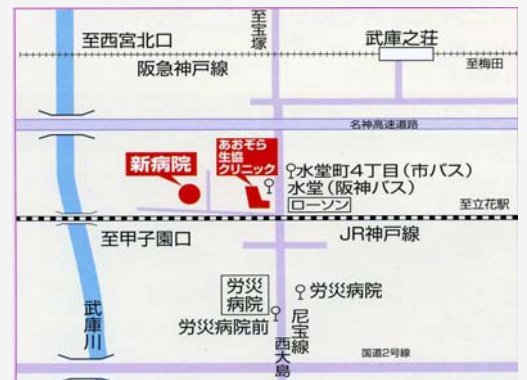 至西宮北口
至宝塚
武庫之荘
阪急神戸線
至梅田
名神高速道路
新病院
あおぞら
生協
クリニック
水堂町4丁目(市バス)
水堂(阪神バス)
ローソン
至立花駅
至甲子園口
JR神戸線
労災
病院
労災病院
労災病院前
尼宝線
西大島
武庫川
国道2号線